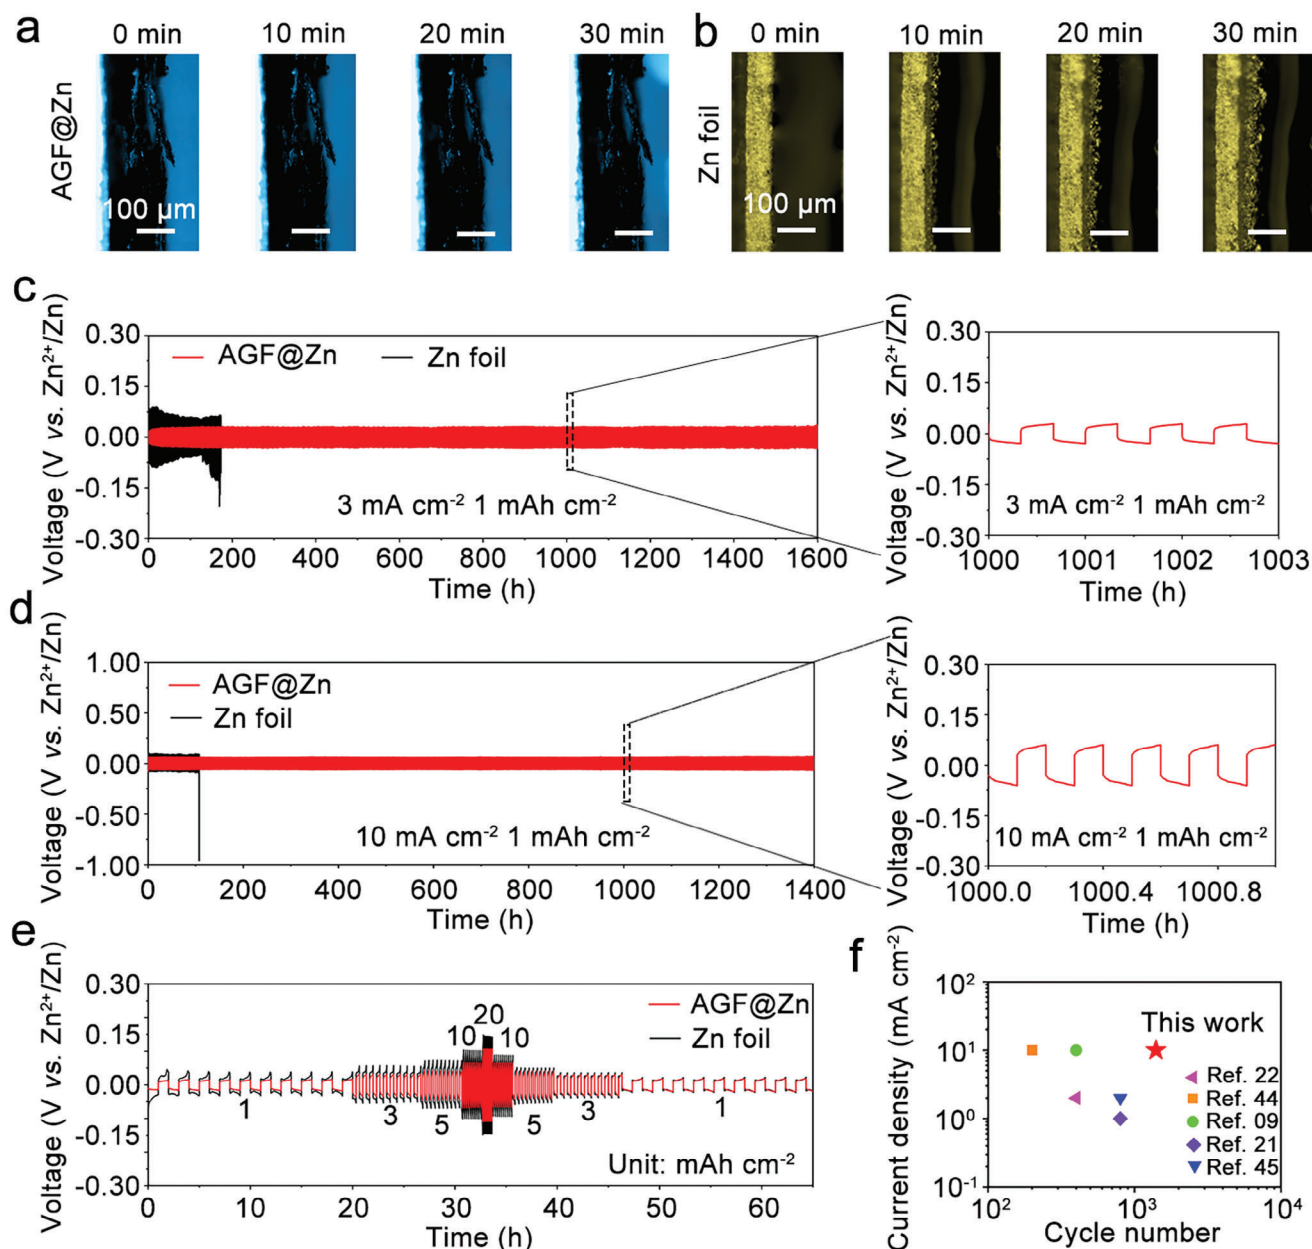 a
0 min 10 min 20 min 30 min
AGF@Zn
100 μm
b
0 min 10 min 20 min 30 min
Zn foil
100 μm
c
Voltage (V vs. Zn²⁺/Zn)
0.30
0.15
0.00
-0.15
-0.30
AGF@Zn Zn foil
3 mA cm⁻² 1 mAh cm⁻²
0 200 400 600 800 1000 1200 1400 1600
Time (h)
Voltage (V vs. Zn²⁺/Zn)
0.30
0.15
0.00
-0.15
-0.30
3 mA cm⁻² 1 mAh cm⁻²
1000 1001 1002 1003
Time (h)
d
Voltage (V vs. Zn²⁺/Zn)
1.00
0.50
0.00
-0.50
-1.00
AGF@Zn
Zn foil
10 mA cm⁻² 1 mAh cm⁻²
0 200 400 600 800 1000 1200 1400
Time (h)
Voltage (V vs. Zn²⁺/Zn)
0.30
0.15
0.00
-0.15
-0.30
10 mA cm⁻² 1 mAh cm⁻²
1000.0 1000.4 1000.8
Time (h)
e
Voltage (V vs. Zn²⁺/Zn)
0.30
0.15
0.00
-0.15
-0.30
AGF@Zn
Zn foil
20
10 10
1 3 5 5 3 1
Unit: mAh cm⁻²
0 10 20 30 40 50 60
Time (h)
f
Current density (mA cm⁻²)
10²
10¹
10⁰
10⁻¹
This work
Ref. 22
Ref. 44
Ref. 09
Ref. 21
Ref. 45
10² 10³ 10⁴
Cycle number